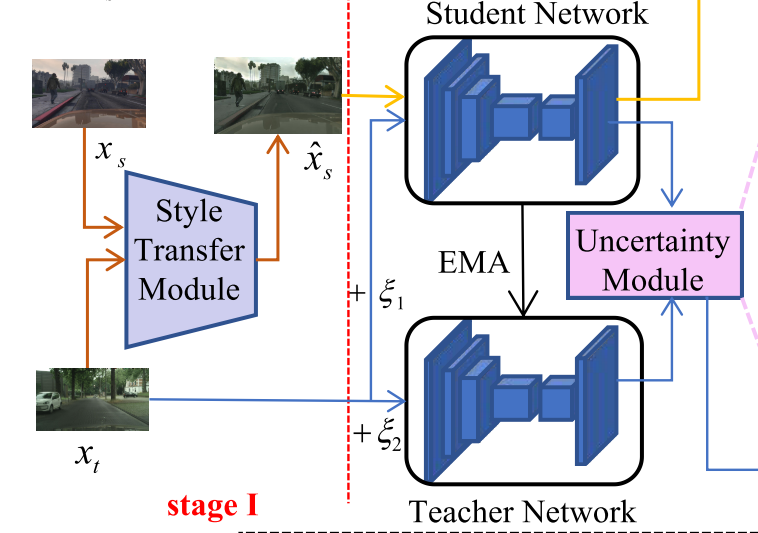 Student Network
x_s
x̂_s
Style
Transfer
Module
EMA
Uncertainty
Module
+ ξ_1
+ ξ_2
x_t
stage I
Teacher Network